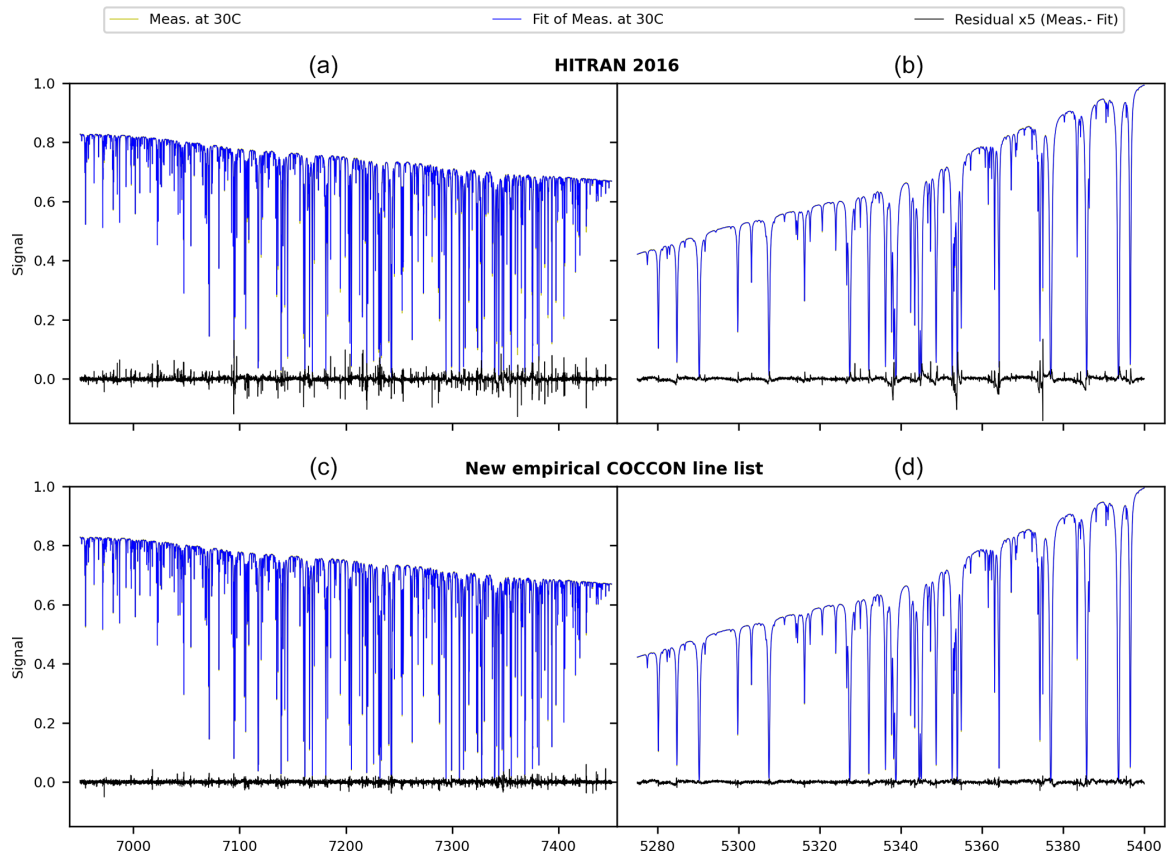 Meas. at 30C Fit of Meas. at 30C Residual x5 (Meas.- Fit)
(a) HITRAN 2016 (b)
1.0
0.8
0.6
Signal
0.4
0.2
0.0
(c) New empirical COCCON line list (d)
1.0
0.8
0.6
Signal
0.4
0.2
0.0
7000 7100 7200 7300 7400 5280 5300 5320 5340 5360 5380 5400